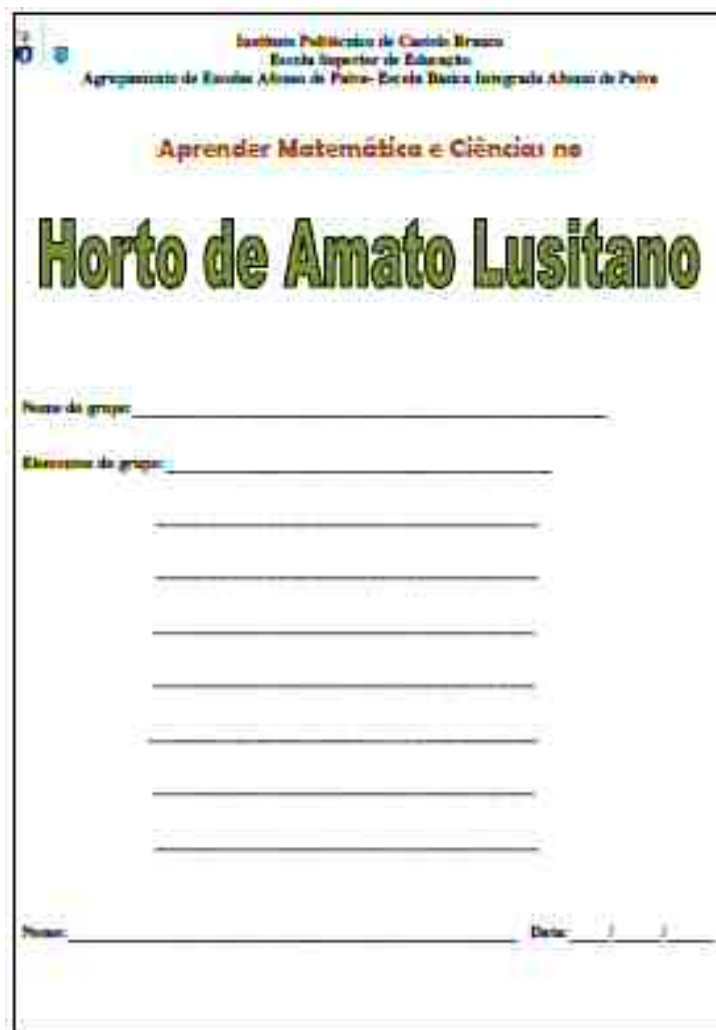 Instituto Politécnico de Castelo Branco
Escola Superior de Educação
Agrupamento de Escolas Afonso de Paiva- Escola Básica Integrada Afonso de Paiva
Aprender Matemática e Ciências no
Horto de Amato Lusitano
Nome do grupo:
Elementos do grupo:
Nome: Data: / /